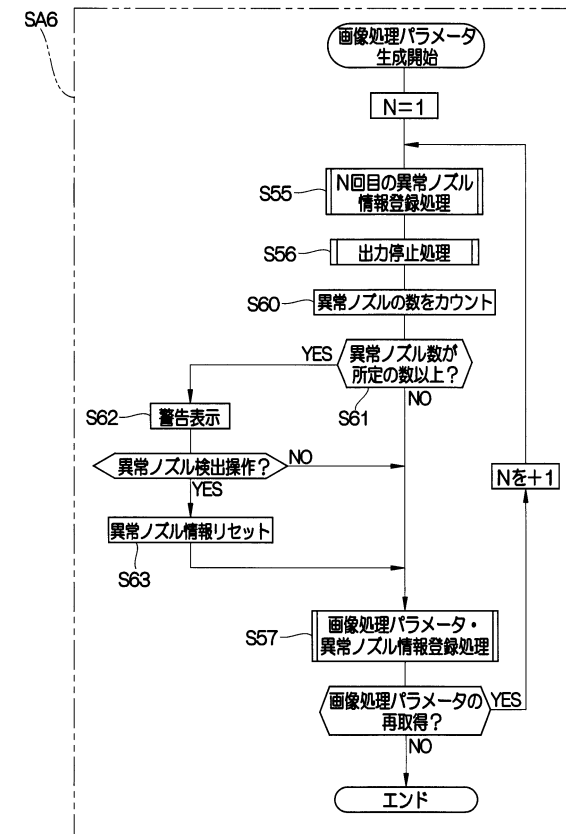 SA6
画像処理パラメータ
生成開始
N=1
S55
N回目の異常ノズル
情報登録処理
S56
出力停止処理
S60
異常ノズルの数をカウント
YES
異常ノズル数が
所定の数以上?
S61
NO
S62
警告表示
異常ノズル検出操作?
NO
YES
Nを+1
異常ノズル情報リセット
S63
S57
画像処理パラメータ・
異常ノズル情報登録処理
画像処理パラメータの
再取得?
YES
NO
エンド